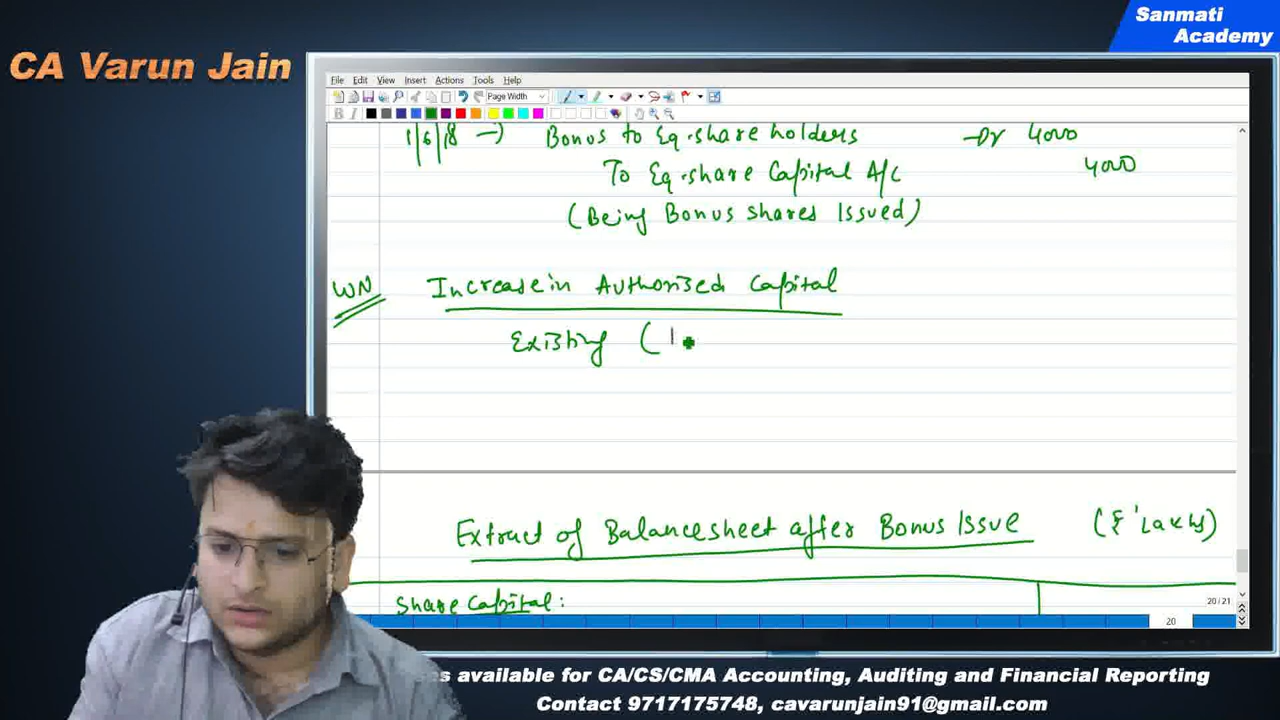 Sanmati
Academy
CA Varun Jain
File Edit View Insert Actions Tools Help
Page Width
B I
1/6/18 → Bonus to Eq. share holders → Dr 4000
To Eq. share Capital A/C 4000
(Being Bonus shares Issued)
WN Increase in Authorised Capital
Existing ( 1
Extract of Balancesheet after Bonus Issue (₹ 'Lakhs)
Share Capital:
20/21
20
es available for CA/CS/CMA Accounting, Auditing and Financial Reporting
Contact 9717175748, cavarunjain91@gmail.com